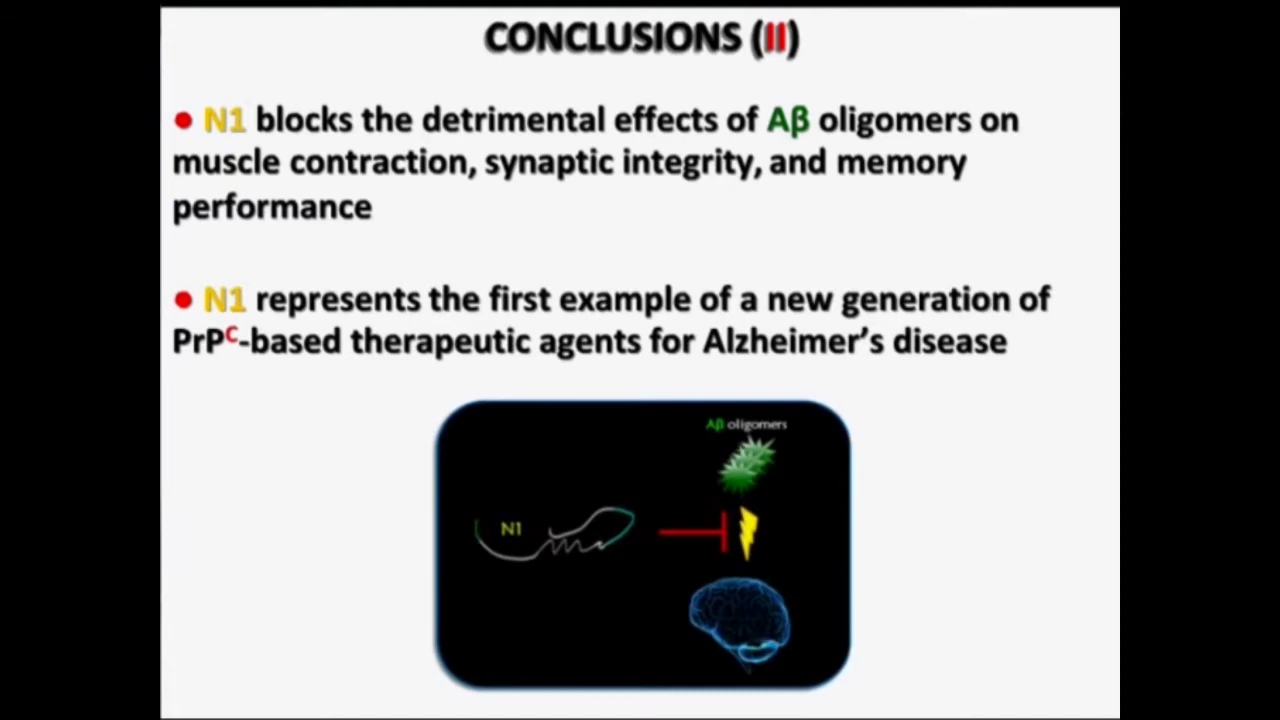 CONCLUSIONS (II)
● N1 blocks the detrimental effects of Aβ oligomers on
muscle contraction, synaptic integrity, and memory
performance
● N1 represents the first example of a new generation of
PrPC-based therapeutic agents for Alzheimer’s disease
Aβ oligomers
N1